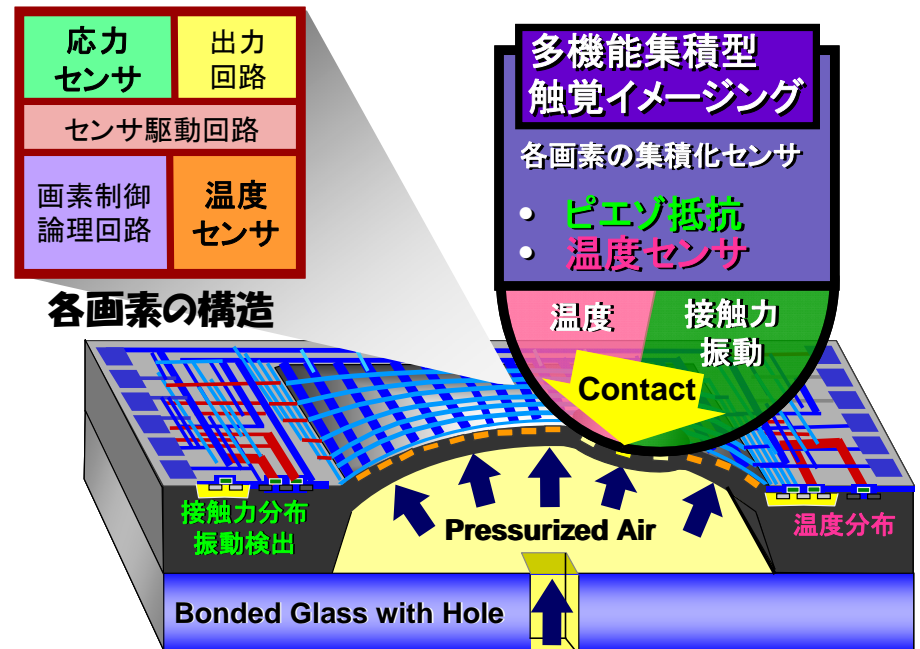 応力
センサ
出力
回路
センサ駆動回路
画素制御
論理回路
温度
センサ
各画素の構造
多機能集積型
触覚イメージング
各画素の集積化センサ
• ピエゾ抵抗
• 温度センサ
温度
接触力
振動
Contact
接触力分布
振動検出
Pressurized Air
温度分布
Bonded Glass with Hole